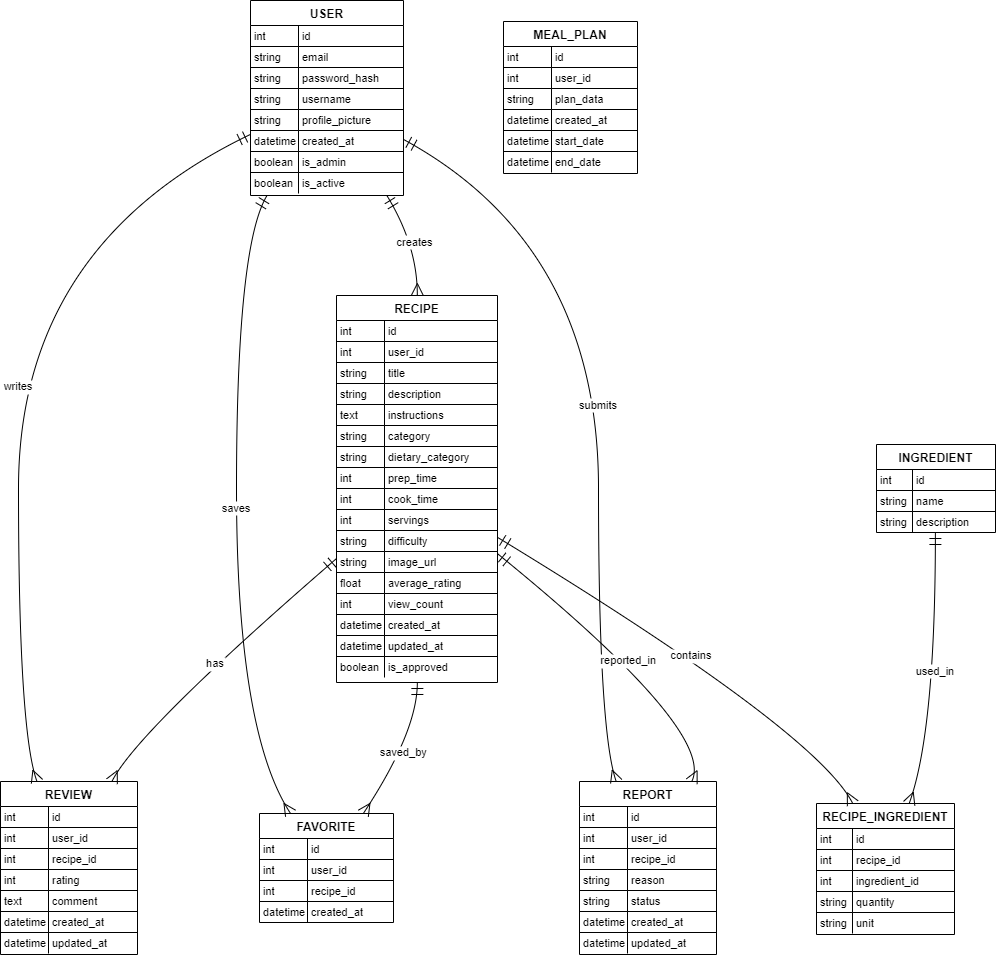 USER
int id
string email
string password_hash
string username
string profile_picture
datetime created_at
boolean is_admin
boolean is_active
MEAL_PLAN
int id
int user_id
string plan_data
datetime created_at
datetime start_date
datetime end_date
creates
writes
saves
submits
RECIPE
int id
int user_id
string title
string description
text instructions
string category
string dietary_category
int prep_time
int cook_time
int servings
string difficulty
string image_url
float average_rating
int view_count
datetime created_at
datetime updated_at
boolean is_approved
INGREDIENT
int id
string name
string description
has
reported_in
contains
used_in
saved_by
REVIEW
int id
int user_id
int recipe_id
int rating
text comment
datetime created_at
datetime updated_at
FAVORITE
int id
int user_id
int recipe_id
datetime created_at
REPORT
int id
int user_id
int recipe_id
string reason
string status
datetime created_at
datetime updated_at
RECIPE_INGREDIENT
int id
int recipe_id
int ingredient_id
string quantity
string unit